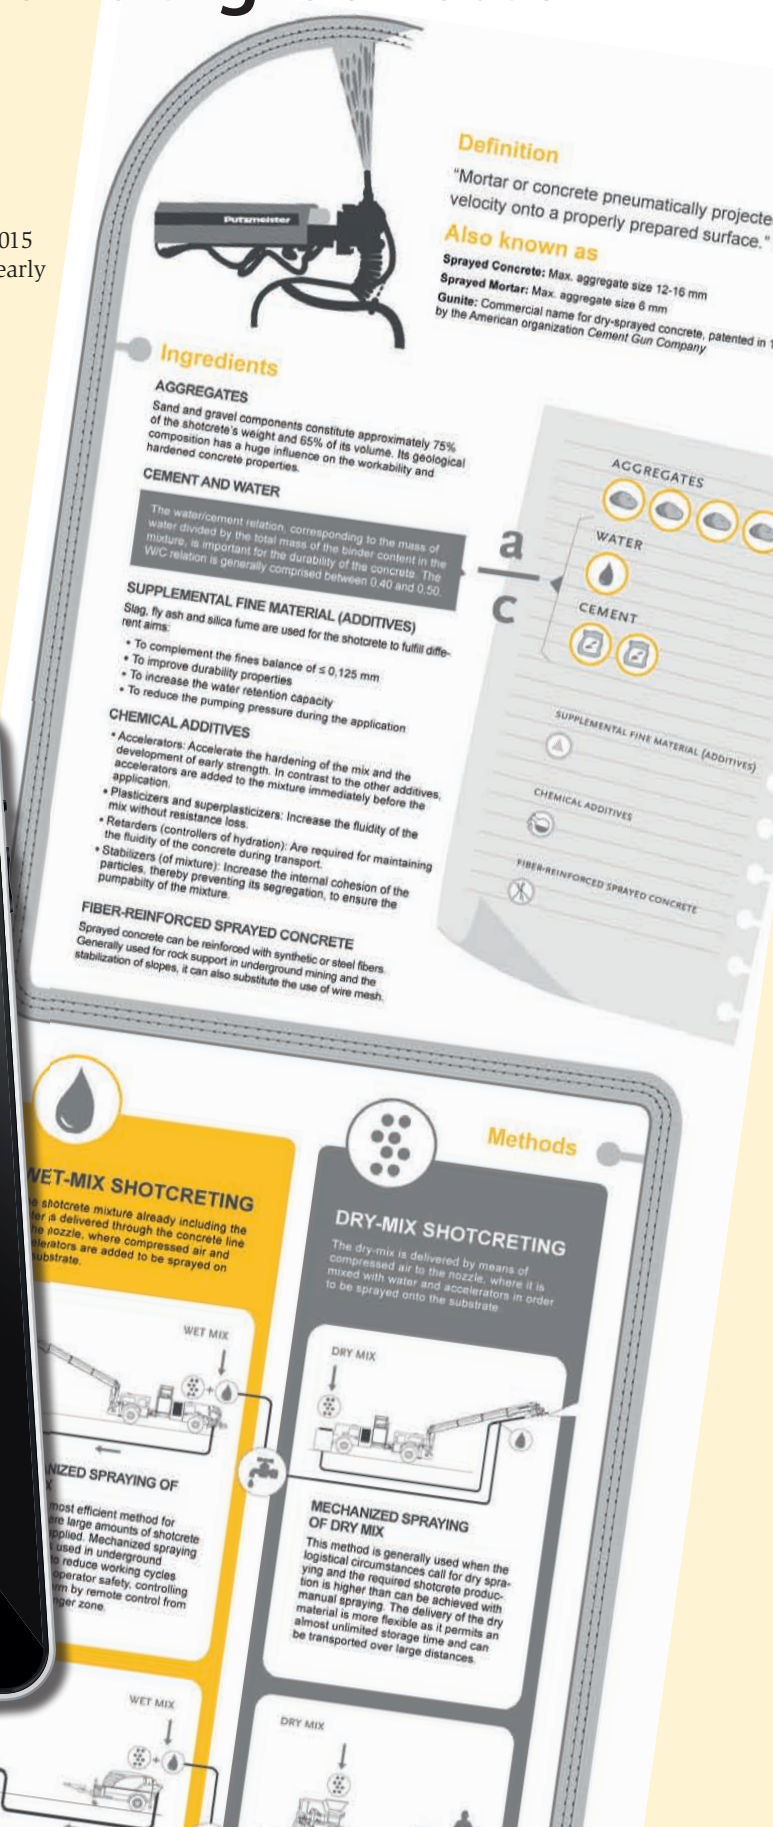 015
early
Putzmeister
Definition
"Mortar or concrete pneumatically projected
velocity onto a properly prepared surface."
Also known as
Sprayed Concrete: Max. aggregate size 12-16 mm
Sprayed Mortar: Max. aggregate size 6 mm
Gunite: Commercial name for dry-sprayed concrete, patented in 1
by the American organization Cement Gun Company
Ingredients
AGGREGATES
Sand and gravel components constitute approximately 75%
of the shotcrete's weight and 65% of its volume. Its geological
composition has a huge influence on the workability and
hardened concrete properties.
CEMENT AND WATER
The water/cement relation, corresponding to the mass of
water divided by the total mass of the binder content in the
mixture, is important for the durability of the concrete. The
W/C relation is generally comprised between 0.40 and 0.50.
SUPPLEMENTAL FINE MATERIAL (ADDITIVES)
Slag, fly ash and silica fume are used for the shotcrete to fulfill diffe-
rent aims:
• To complement the fines balance of ≤ 0,125 mm
• To improve durability properties
• To increase the water retention capacity
• To reduce the pumping pressure during the application
CHEMICAL ADDITIVES
• Accelerators: Accelerate the hardening of the mix and the
development of early strength. In contrast to the other additives,
accelerators are added to the mixture immediately before the
application.
• Plasticizers and superplasticizers: Increase the fluidity of the
mix without resistance loss.
• Retarders (controllers of hydration): Are required for maintaining
the fluidity of the concrete during transport.
• Stabilizers (of mixture): Increase the internal cohesion of the
particles, thereby preventing its segregation, to ensure the
pumpabilty of the mixture.
FIBER-REINFORCED SPRAYED CONCRETE
Sprayed concrete can be reinforced with synthetic or steel fibers.
Generally used for rock support in underground mining and the
stabilization of slopes, it can also substitute the use of wire mesh.
a
c
AGGREGATES
WATER
CEMENT
SUPPLEMENTAL FINE MATERIAL (ADDITIVES)
CHEMICAL ADDITIVES
FIBER-REINFORCED SPRAYED CONCRETE
Methods
WET-MIX SHOTCRETING
e shotcrete mixture already including the
ter is delivered through the concrete line
he nozzle, where compressed air and
elerators are added to be sprayed on
substrate.
WET MIX
ANIZED SPRAYING OF
X
most efficient method for
ere large amounts of shotcrete
pplied. Mechanized spraying
used in underground
o reduce working cycles
operator safety, controlling
rm by remote control from
nger zone.
WET MIX
DRY-MIX SHOTCRETING
The dry-mix is delivered by means of
compressed air to the nozzle, where it is
mixed with water and accelerators in order
to be sprayed onto the substrate
DRY MIX
MECHANIZED SPRAYING
OF DRY MIX
This method is generally used when the
logistical circumstances call for dry spra-
ying and the required shotcrete produc-
tion is higher than can be achieved with
manual spraying. The delivery of the dry
material is more flexible as it permits an
almost unlimited storage time and can
be transported over large distances.
DRY MIX